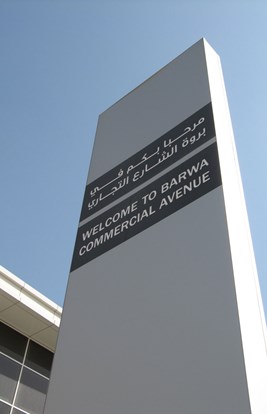 مرحبا بكم في
بروة الشارع التجاري
WELCOME TO BARWA
COMMERCIAL AVENUE